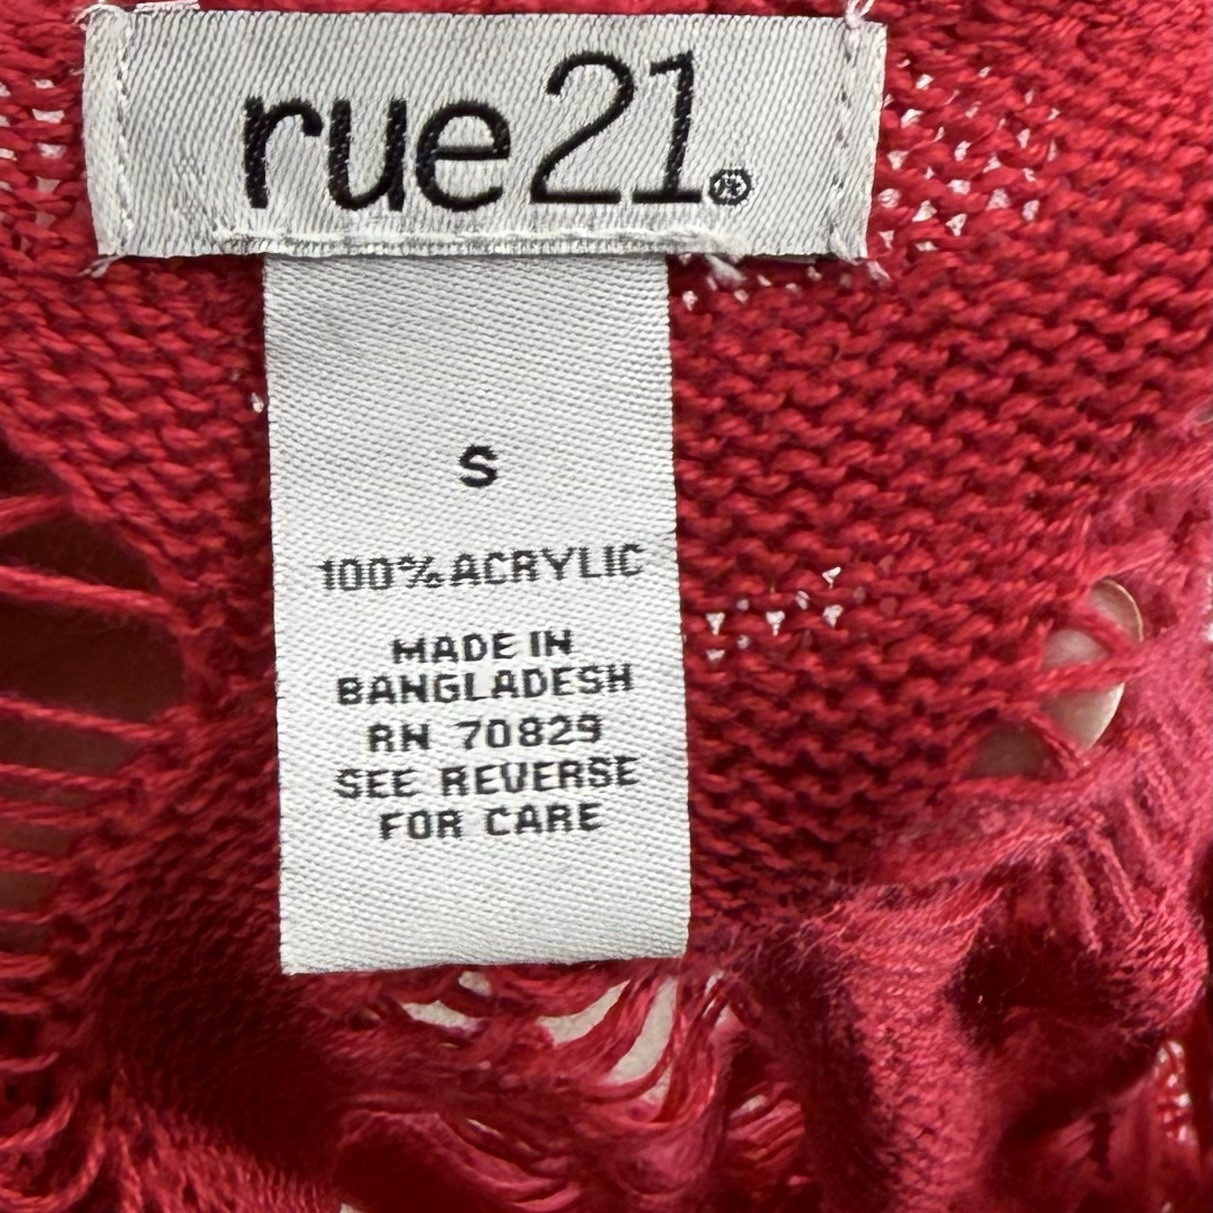 rue21®
S
100% ACRYLIC
MADE IN
BANGLADESH
RN 70829
SEE REVERSE
FOR CARE